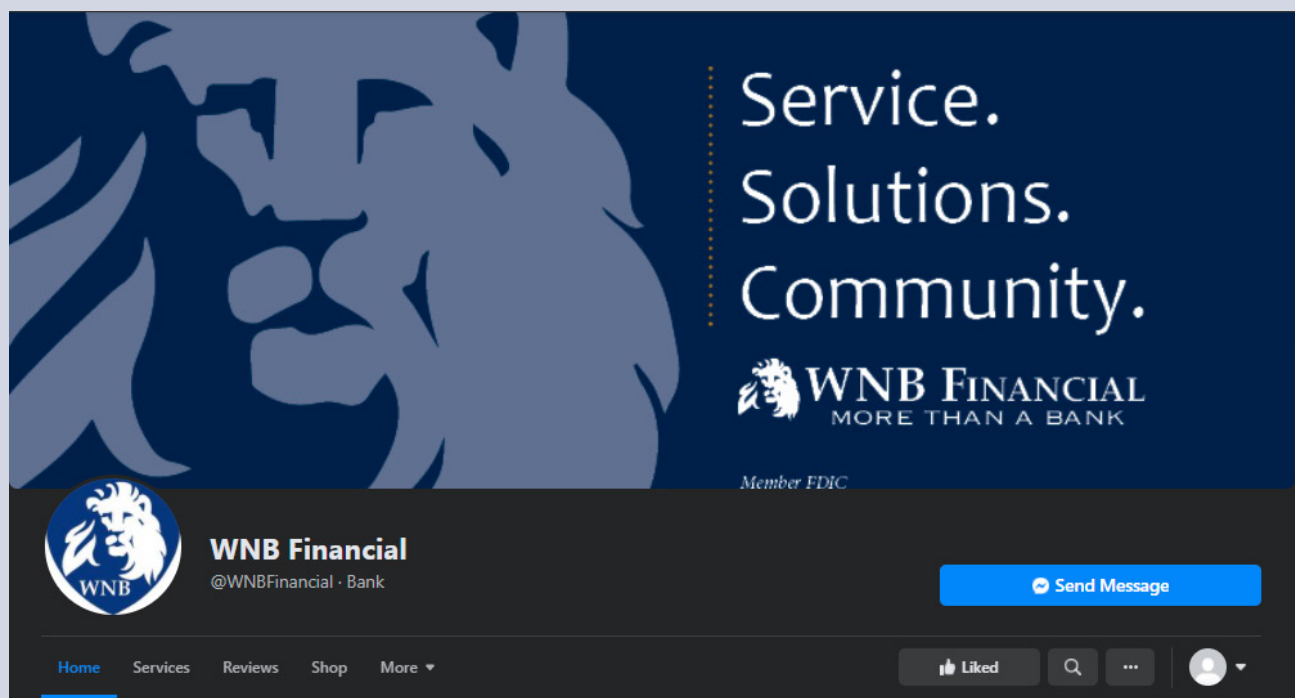 Service.
Solutions.
Community.
WNB FINANCIAL
MORE THAN A BANK
Member FDIC
WNB
WNB Financial
@WNBFinancial · Bank
Send Message
Home Services Reviews Shop More
Liked